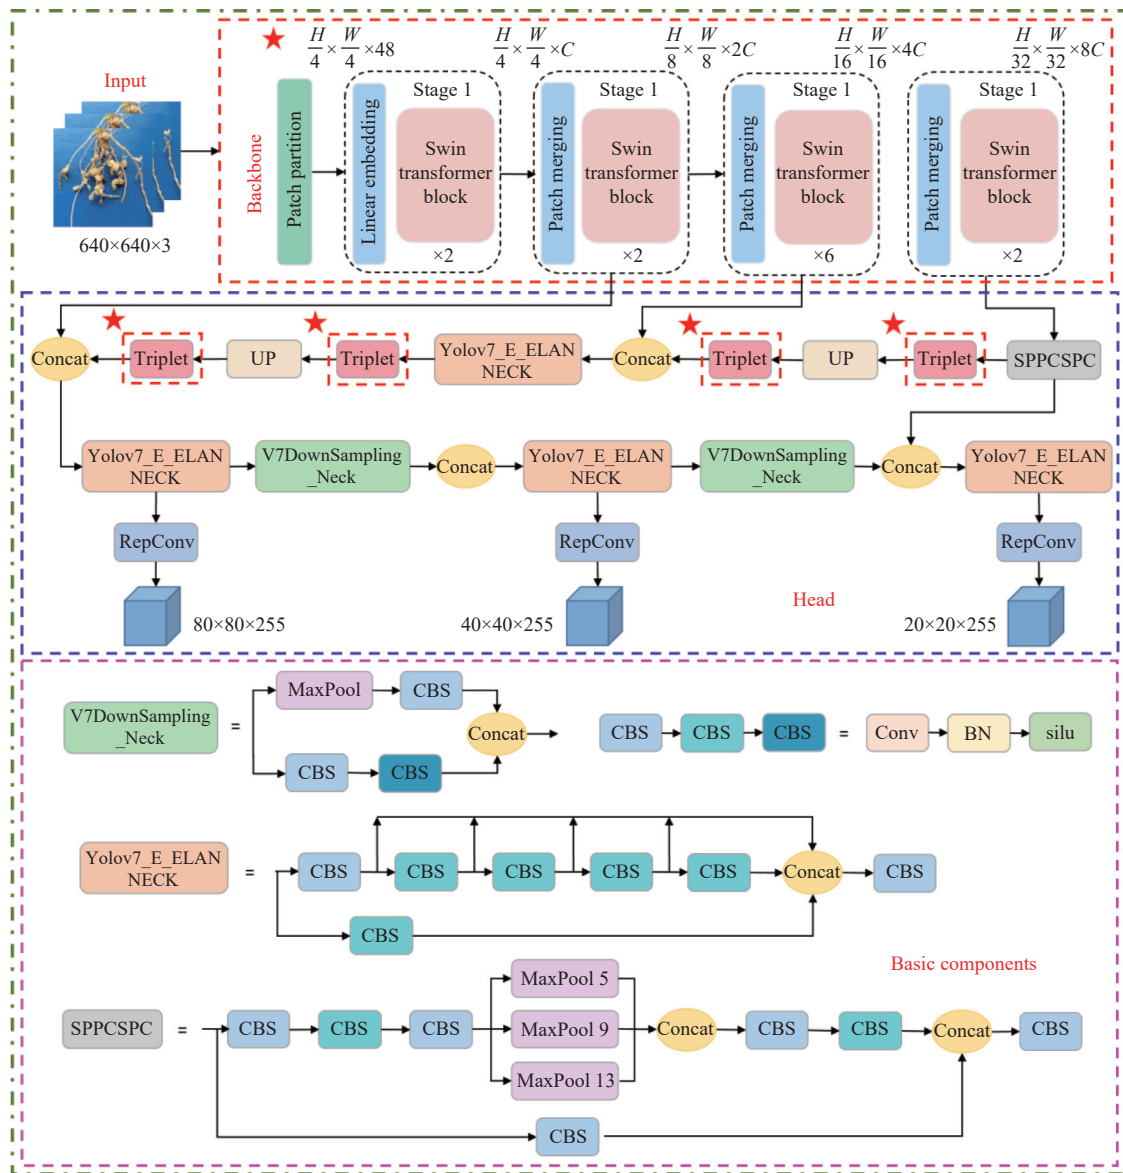 Input
640×640×3
Backbone
H/4 × W/4 ×48
H/4 × W/4 ×C
H/8 × W/8 ×2C
H/16 × W/16 ×4C
H/32 × W/32 ×8C
Patch partition
Linear embedding
Stage 1
Swin
transformer
block
×2
Patch merging
Stage 1
Swin
transformer
block
×2
Patch merging
Stage 1
Swin
transformer
block
×6
Patch merging
Stage 1
Swin
transformer
block
×2
Concat
Triplet
UP
Triplet
Yolov7_E_ELAN
NECK
Concat
Triplet
UP
Triplet
SPPCSPC
Yolov7_E_ELAN
NECK
V7DownSampling
_Neck
Concat
Yolov7_E_ELAN
NECK
V7DownSampling
_Neck
Concat
Yolov7_E_ELAN
NECK
RepConv
RepConv
RepConv
80×80×255
40×40×255
20×20×255
Head
V7DownSampling
_Neck
=
MaxPool
CBS
CBS
CBS
Concat
CBS
CBS
CBS
=
Conv
BN
silu
Yolov7_E_ELAN
NECK
=
CBS
CBS
CBS
CBS
CBS
Concat
CBS
CBS
Basic components
SPPCSPC
=
CBS
CBS
CBS
MaxPool 5
MaxPool 9
MaxPool 13
Concat
CBS
CBS
Concat
CBS
CBS